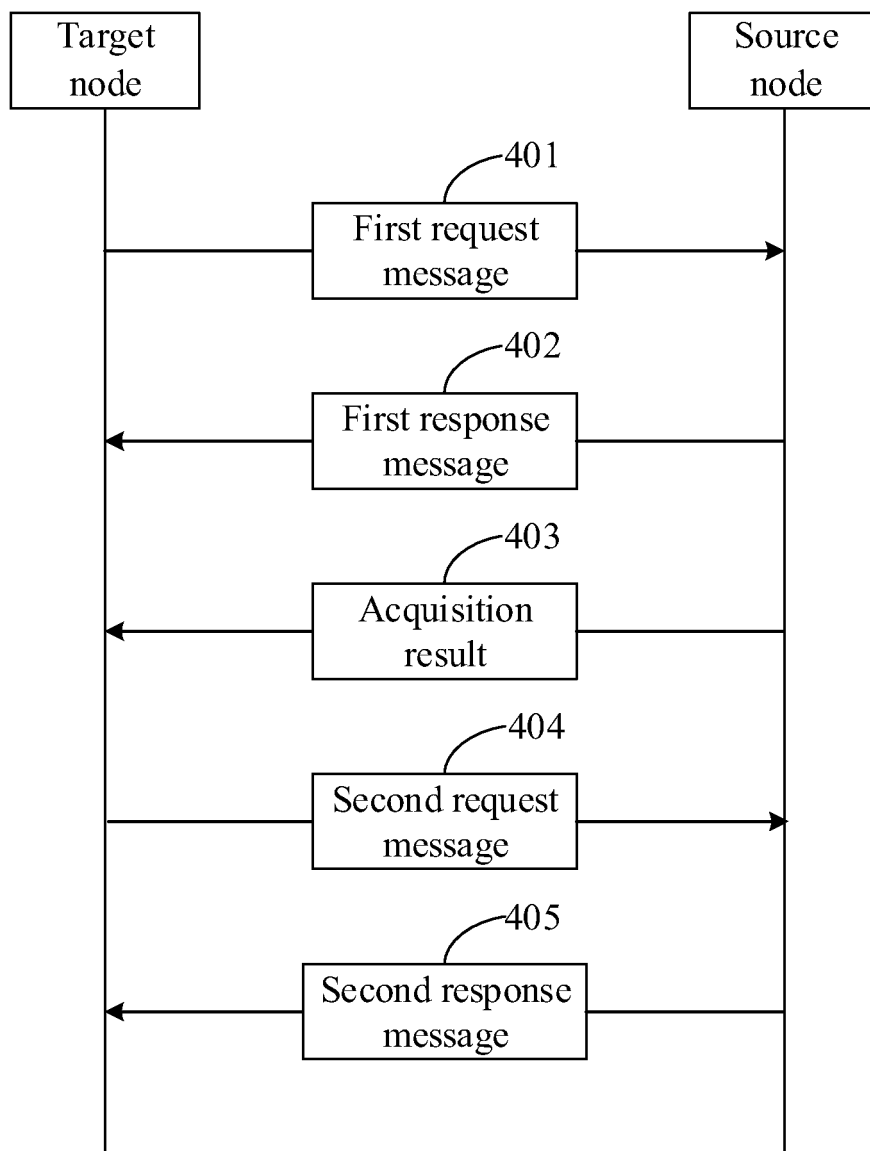 Target
node
Source
node
401
First request
message
402
First response
message
403
Acquisition
result
404
Second request
message
405
Second response
message